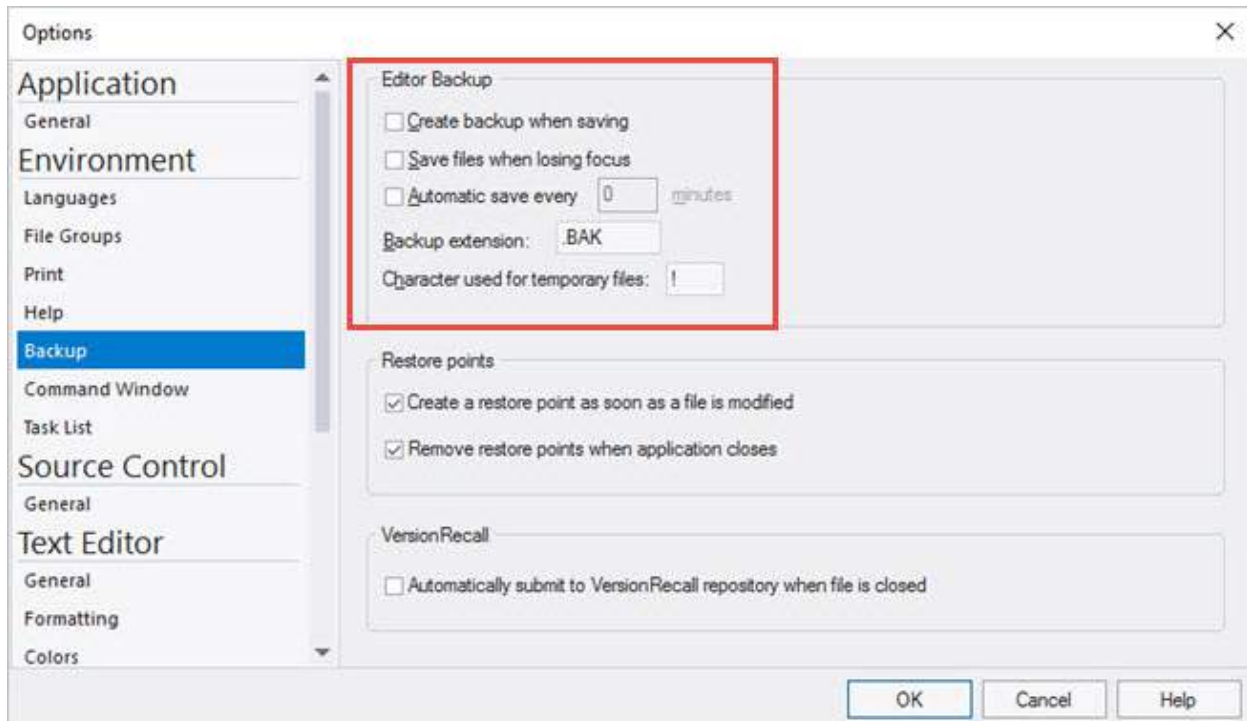 Options
Application
General
Environment
Languages
File Groups
Print
Help
Backup
Command Window
Task List
Source Control
General
Text Editor
General
Formatting
Colors
Editor Backup
Create backup when saving
Save files when losing focus
Automatic save every 0 minutes
Backup extension: .BAK
Character used for temporary files: !
Restore points
Create a restore point as soon as a file is modified
Remove restore points when application closes
VersionRecall
Automatically submit to VersionRecall repository when file is closed
OK Cancel Help